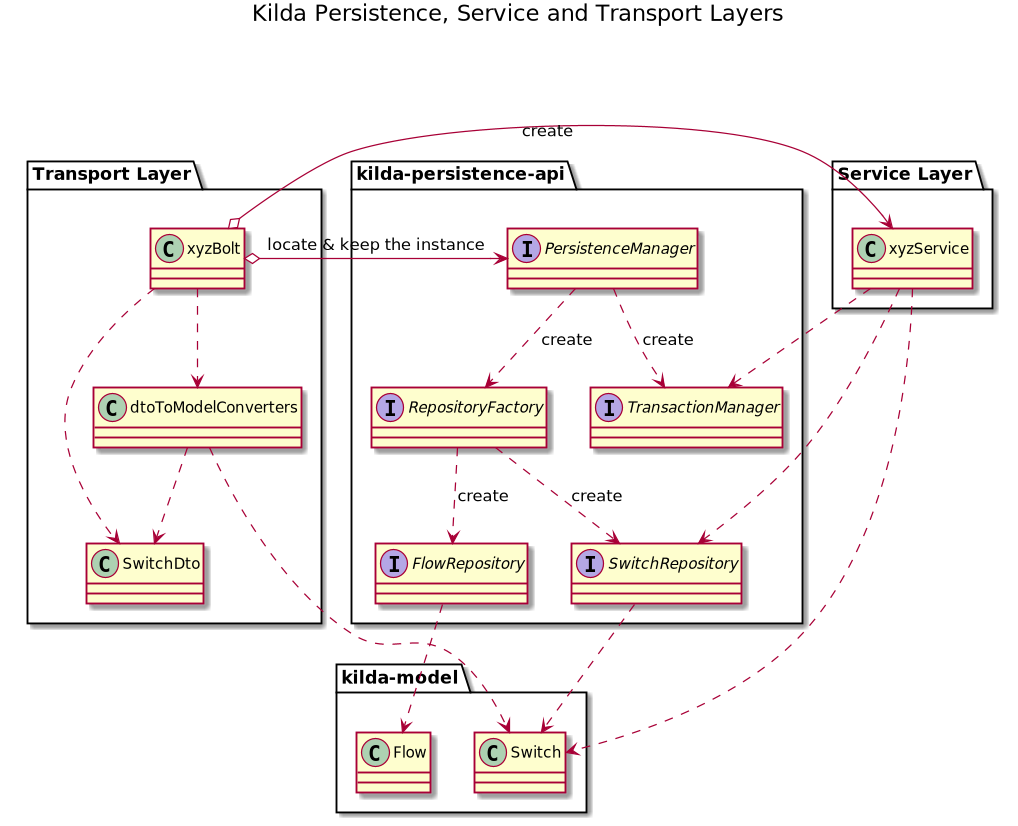 Kilda Persistence, Service and Transport Layers
create
Transport Layer
kilda-persistence-api
Service Layer
C xyzBolt
locate & keep the instance
I PersistenceManager
C xyzService
create
create
C dtoToModelConverters
I RepositoryFactory
I TransactionManager
create
create
C SwitchDto
I FlowRepository
I SwitchRepository
kilda-model
C Flow
C Switch